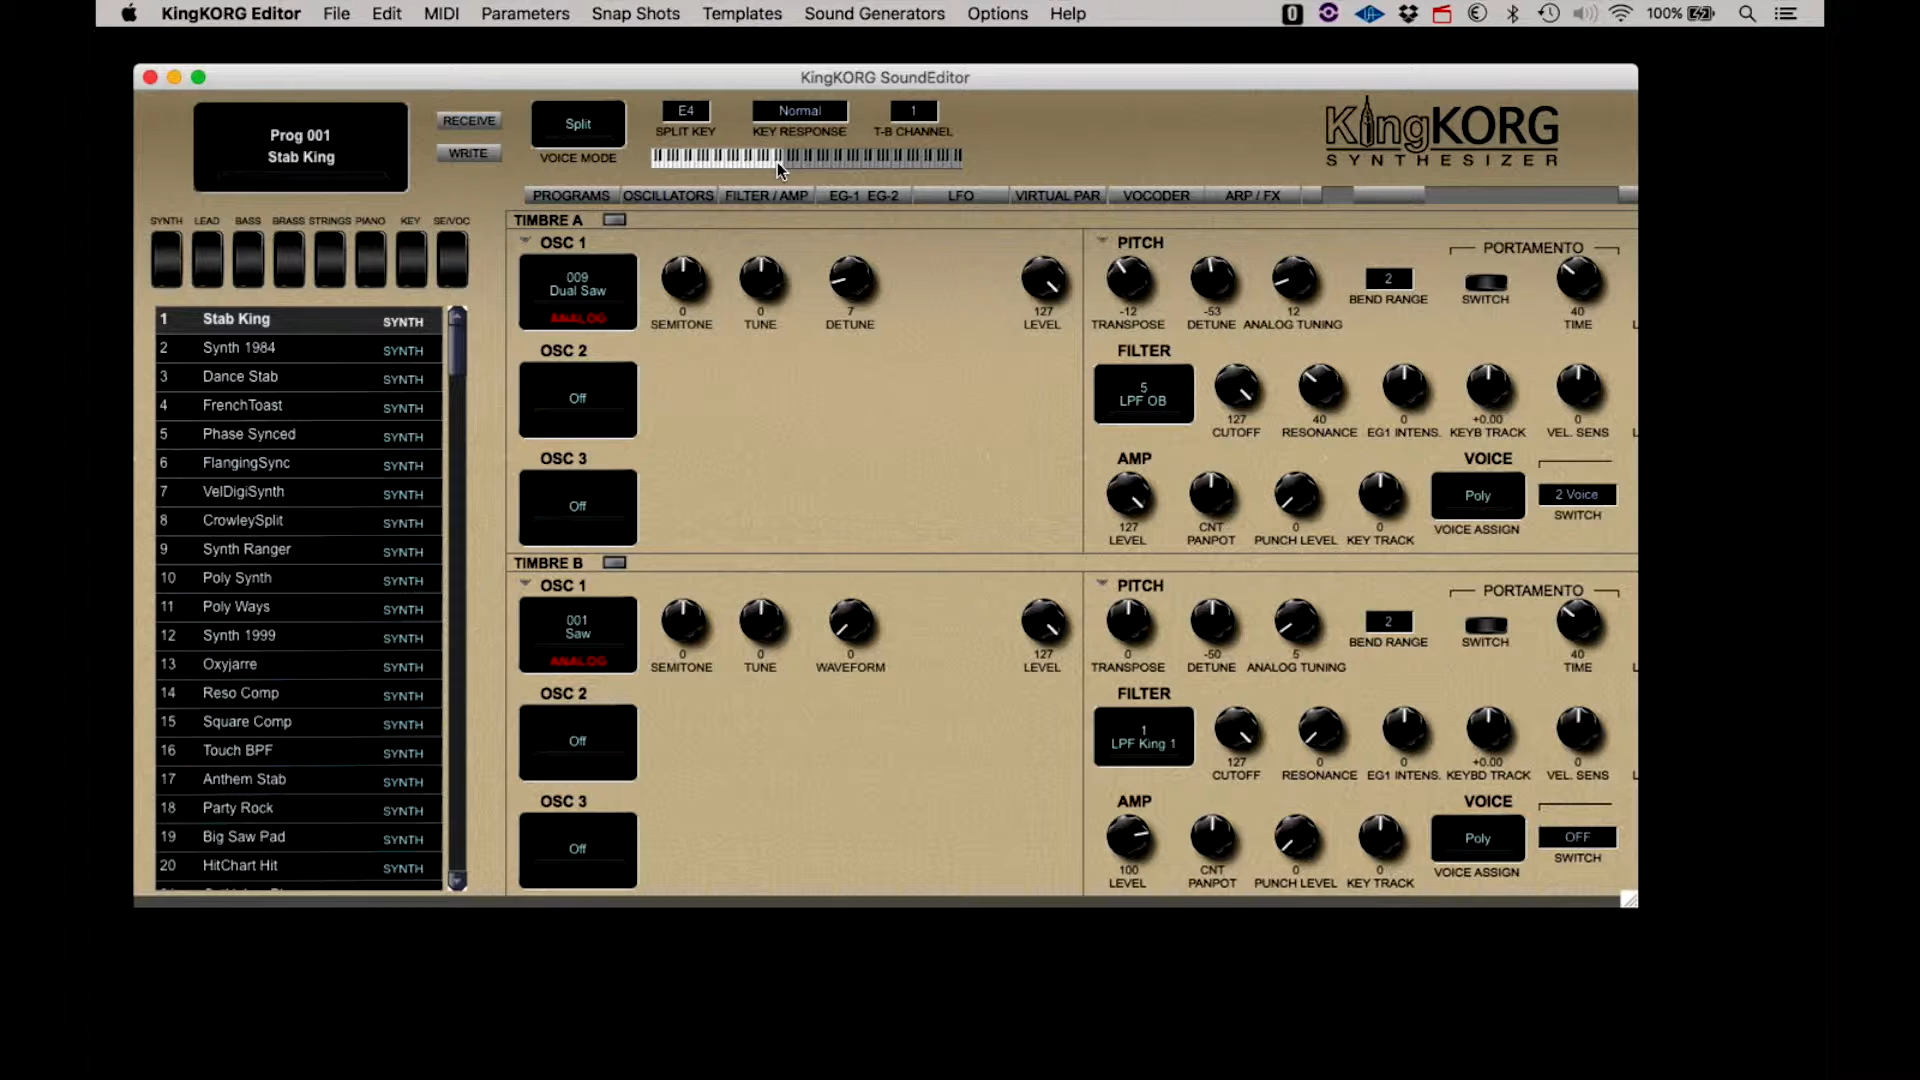 KingKORG Editor File Edit MIDI Parameters Snap Shots Templates Sound Generators Options Help 100%
KingKORG SoundEditor
Prog 001
Stab King
RECEIVE
WRITE
Split
VOICE MODE
E4
SPLIT KEY
Normal
KEY RESPONSE
1
T-B CHANNEL
KingKORG
SYNTHESIZER
PROGRAMS OSCILLATORS FILTER / AMP EG-1 EG-2 LFO VIRTUAL PAR VOCODER ARP / FX
SYNTH LEAD BASS BRASS STRINGS PIANO KEY SE/VOC
1 Stab King SYNTH
2 Synth 1984 SYNTH
3 Dance Stab SYNTH
4 FrenchToast SYNTH
5 Phase Synced SYNTH
6 FlangingSync SYNTH
7 VelDigiSynth SYNTH
8 CrowleySplit SYNTH
9 Synth Ranger SYNTH
10 Poly Synth SYNTH
11 Poly Ways SYNTH
12 Synth 1999 SYNTH
13 Oxyjarre SYNTH
14 Reso Comp SYNTH
15 Square Comp SYNTH
16 Touch BPF SYNTH
17 Anthem Stab SYNTH
18 Party Rock SYNTH
19 Big Saw Pad SYNTH
20 HitChart Hit SYNTH
TIMBRE A
OSC 1
009
Dual Saw
ANALOG
0 0 7 127
SEMITONE TUNE DETUNE LEVEL
OSC 2
Off
OSC 3
Off
PITCH
PORTAMENTO
-12 -53 12 2 40
TRANSPOSE DETUNE ANALOG TUNING BEND RANGE SWITCH TIME
FILTER
5
LPF OB
127 40 0 +0.00 0
CUTOFF RESONANCE EG1 INTENS. KEYB TRACK VEL. SENS
AMP
VOICE
Poly
2 Voice
127 CNT 0 0
LEVEL PANPOT PUNCH LEVEL KEY TRACK VOICE ASSIGN SWITCH
TIMBRE B
OSC 1
001
Saw
ANALOG
0 0 0 127
SEMITONE TUNE WAVEFORM LEVEL
OSC 2
Off
OSC 3
Off
PITCH
PORTAMENTO
0 -50 5 2 40
TRANSPOSE DETUNE ANALOG TUNING BEND RANGE SWITCH TIME
FILTER
1
LPF King 1
127 0 0 +0.00 0
CUTOFF RESONANCE EG1 INTENS. KEYBD TRACK VEL. SENS
AMP
VOICE
Poly
OFF
100 CNT 0 0
LEVEL PANPOT PUNCH LEVEL KEY TRACK VOICE ASSIGN SWITCH